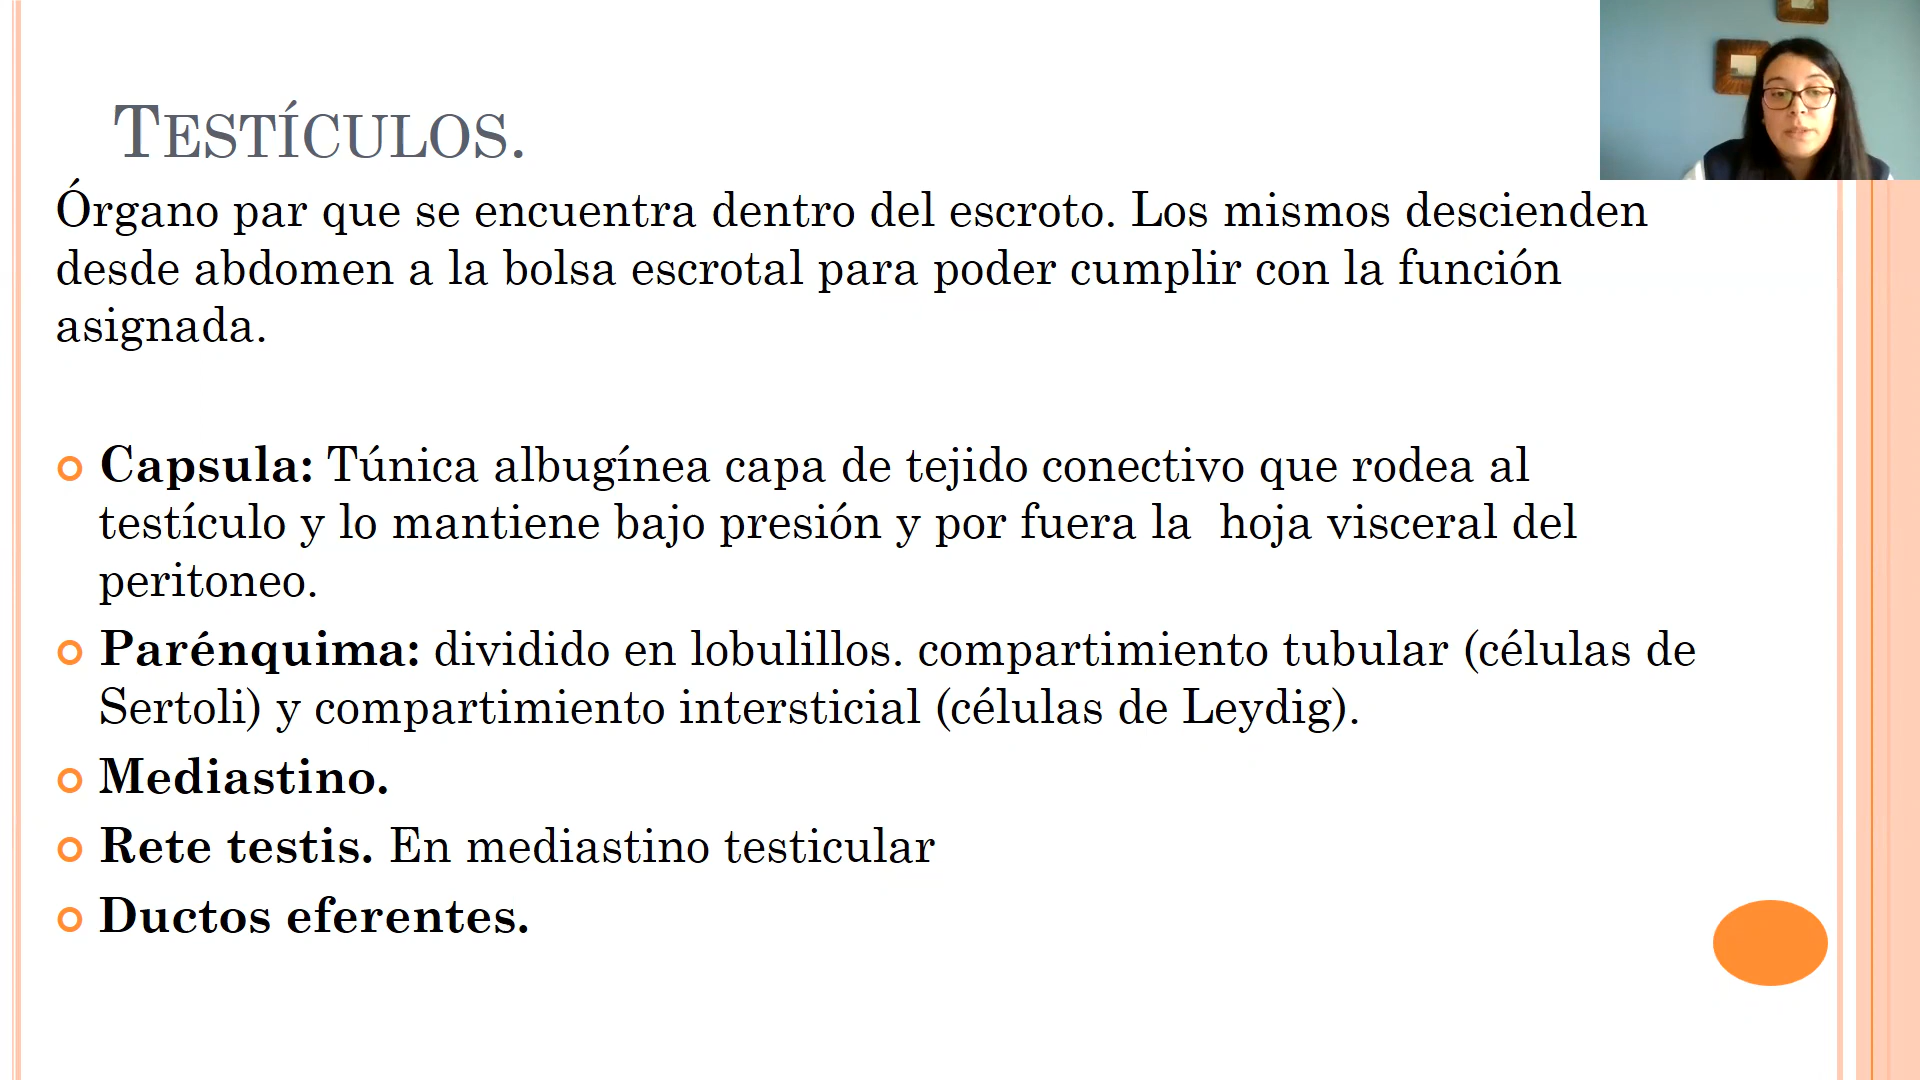 TESTÍCULOS.
Órgano par que se encuentra dentro del escroto. Los mismos descienden
desde abdomen a la bolsa escrotal para poder cumplir con la función
asignada.
Capsula: Túnica albugínea capa de tejido conectivo que rodea al
testículo y lo mantiene bajo presión y por fuera la  hoja visceral del
peritoneo.
Parénquima: dividido en lobulillos. compartimiento tubular (células de
Sertoli) y compartimiento intersticial (células de Leydig).
Mediastino.
Rete testis. En mediastino testicular
Ductos eferentes.